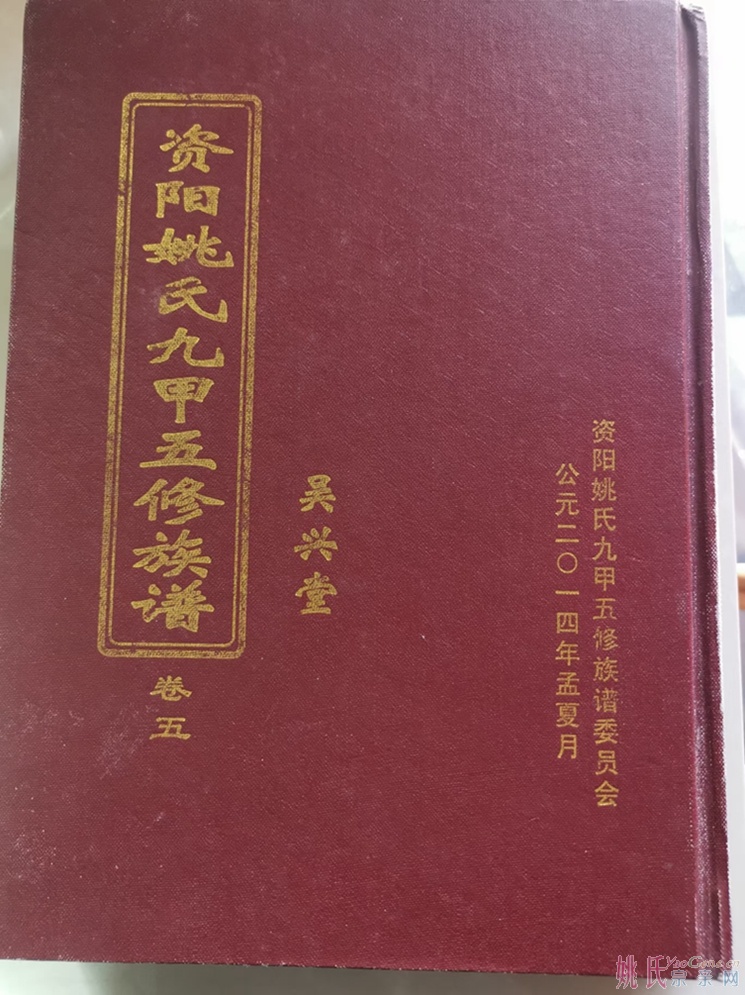 资阳姚氏九甲五修族谱
卷五
吴兴堂
资阳姚氏九甲五修族谱委员会
公元二〇一四年孟夏月
姚氏宗亲网